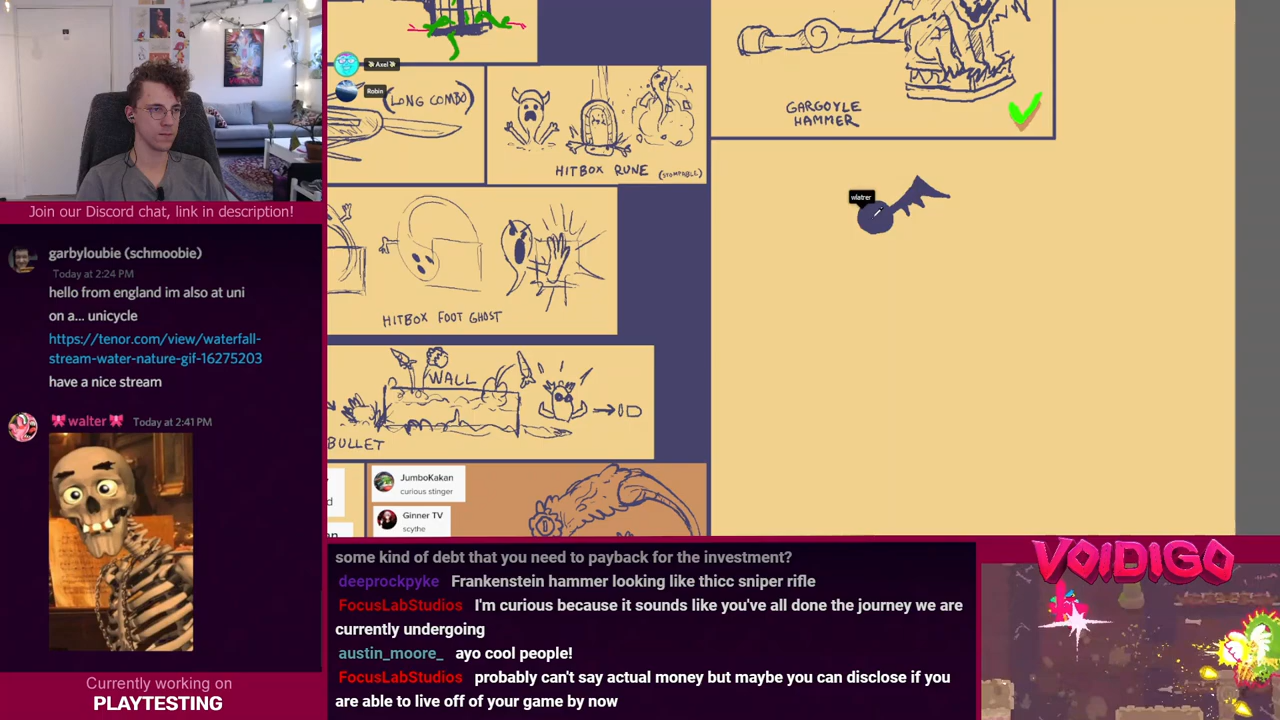 Join our Discord chat, link in description!
garbyloubie (schmoobie)
Today at 2:24 PM
hello from england im also at uni
on a... unicycle
https://tenor.com/view/waterfall-
stream-water-nature-gif-16275203
have a nice stream
walter Today at 2:41 PM
Currently working on
PLAYTESTING
Axel
Robin
(LONG COMBO)
HITBOX RUNE (STOMPABLE)
HITBOX FOOT GHOST
WALL
BULLET
JumboKakan
curious stinger
Ginner TV
scythe
GARGOYLE
HAMMER
wlatrer
some kind of debt that you need to payback for the investment?
deeprockpyke Frankenstein hammer looking like thicc sniper rifle
FocusLabStudios I'm curious because it sounds like you've all done the journey we are
currently undergoing
austin_moore_ ayo cool people!
FocusLabStudios probably can't say actual money but maybe you can disclose if you
are able to live off of your game by now
VOIDIGO